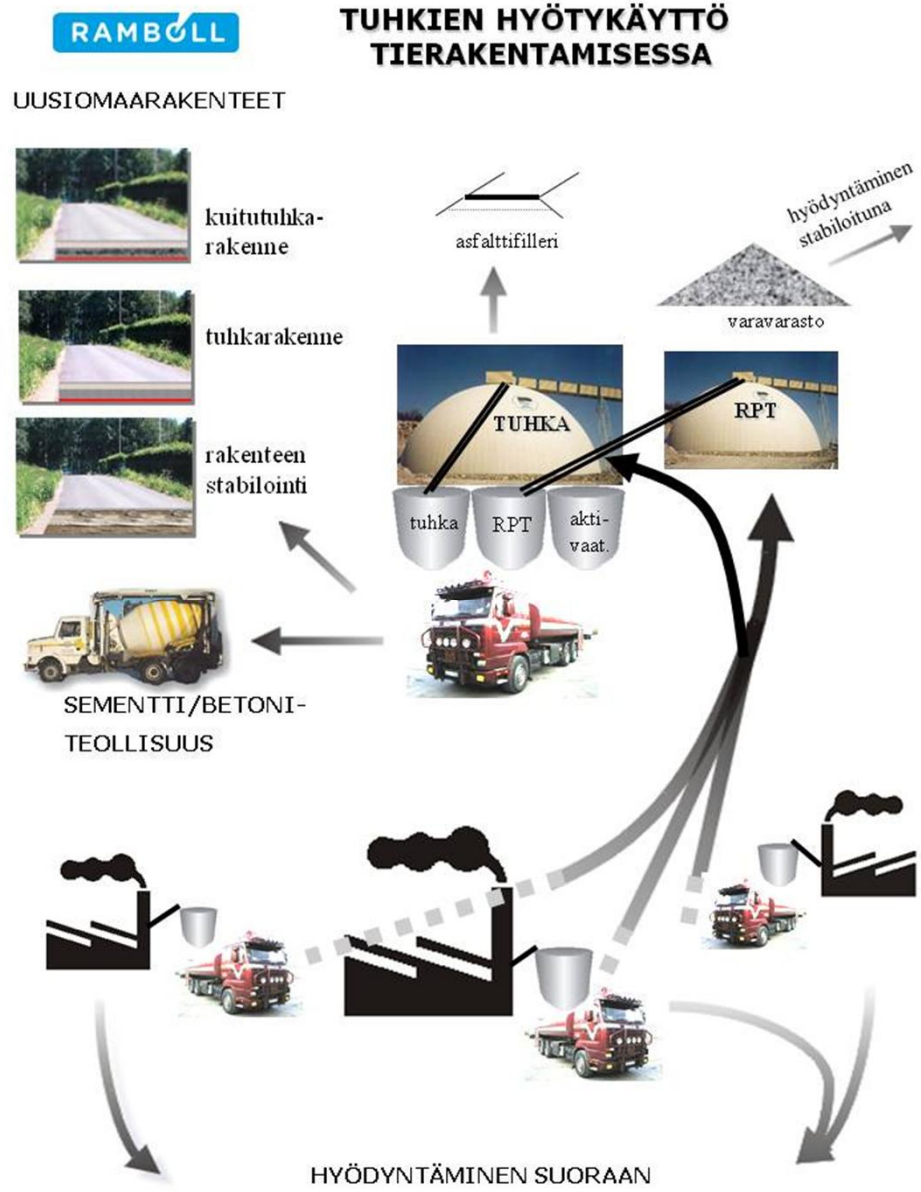 RAMBOLL
TUHKIEN HYÖTYKÄYTTÖ
TIERAKENTAMISESSA
UUSIOMAARAKENTEET
kuitutuhka-
rakenne
tuhkarakenne
rakenteen
stabilointi
asfalttifilleri
hyödyntäminen
stabiloituna
varavarasto
TUHKA
RPT
tuhka
RPT
akti-
vaat.
SEMENTTI/BETONI-
TEOLLISUUS
HYÖDYNTÄMINEN SUORAAN